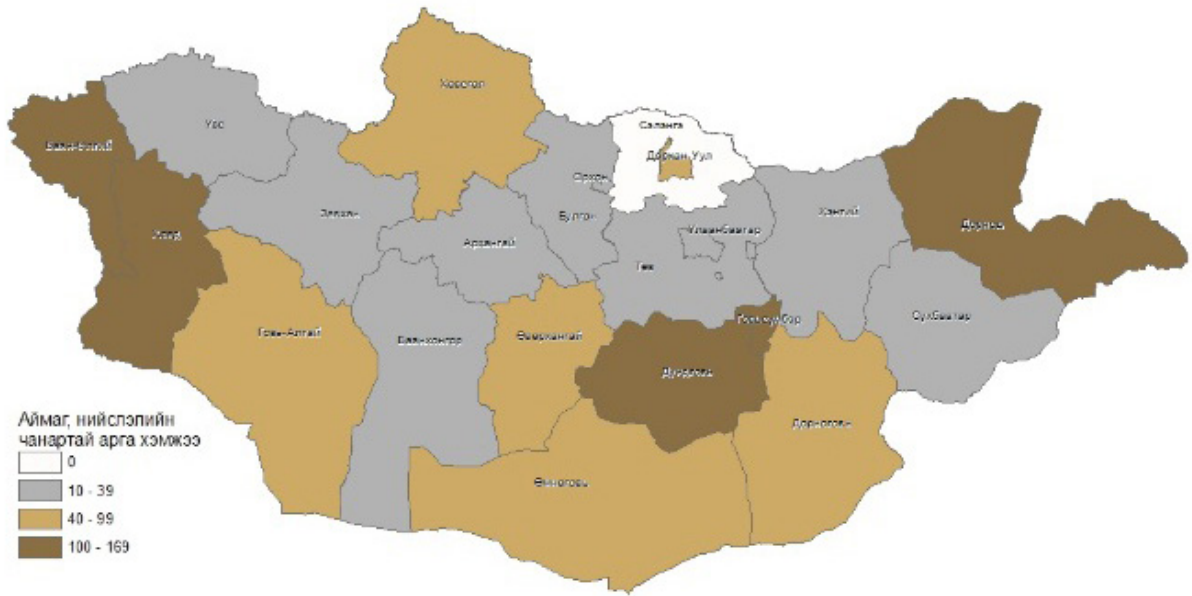 Хөвсгөл
Увс
Баян-Өлгий
Сэлэнгэ
Дархан-Уул
Орхон
Ховд
Завхан
Булган
Хэнтий
Дорнод
Улаанбаатар
Архангай
Төв
Говь-Алтай
Баянхонгор
Өвөрхангай
Говьсүмбэр
Сүхбаатар
Дундговь
Дорноговь
Өмнөговь
Аймаг, нийслэлийн
чанартай арга хэмжээ
0
10 - 39
40 - 99
100 - 169